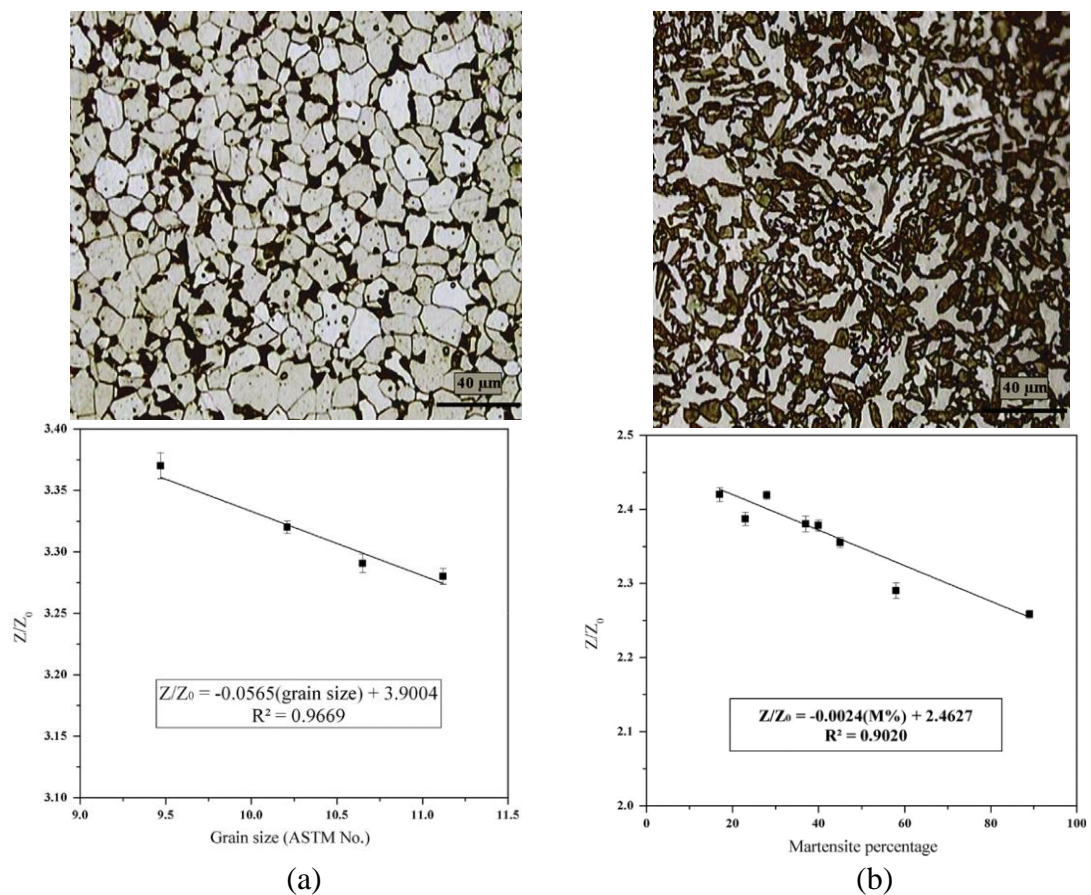 40 μm
40 μm
3.40
3.35
3.30
3.25
3.20
3.15
3.10
Z/Z₀
Z/Z₀ = -0.0565(grain size) + 3.9004
R² = 0.9669
9.0 9.5 10.0 10.5 11.0 11.5
Grain size (ASTM No.)
2.5
2.4
2.3
2.2
2.1
2.0
Z/Z₀
Z/Z₀ = -0.0024(M%) + 2.4627
R² = 0.9020
0 20 40 60 80 100
Martensite percentage
(a) (b)